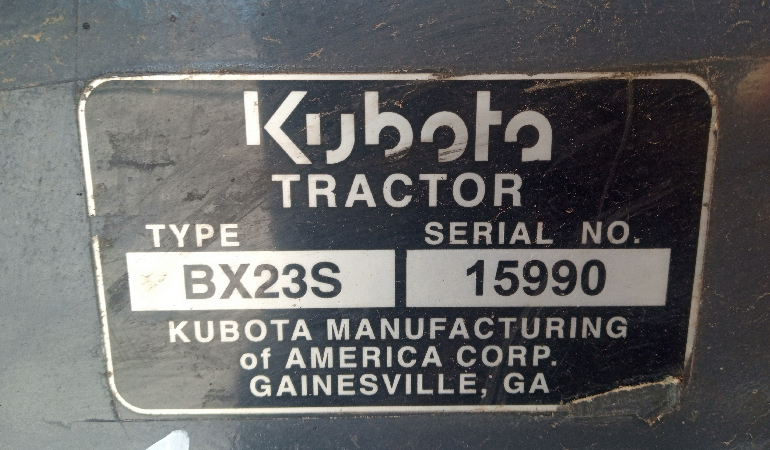 Kubota
TRACTOR
TYPE SERIAL NO.
BX23S 15990
KUBOTA MANUFACTURING
of AMERICA CORP.
GAINESVILLE, GA